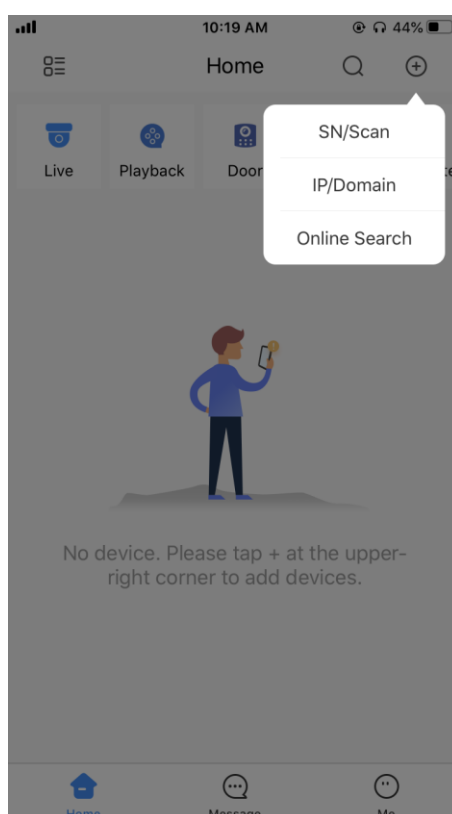 10:19 AM
44%
Home
Live
Playback
Door
SN/Scan
IP/Domain
Online Search
No device. Please tap + at the upper-
right corner to add devices.
Home
Message
Me